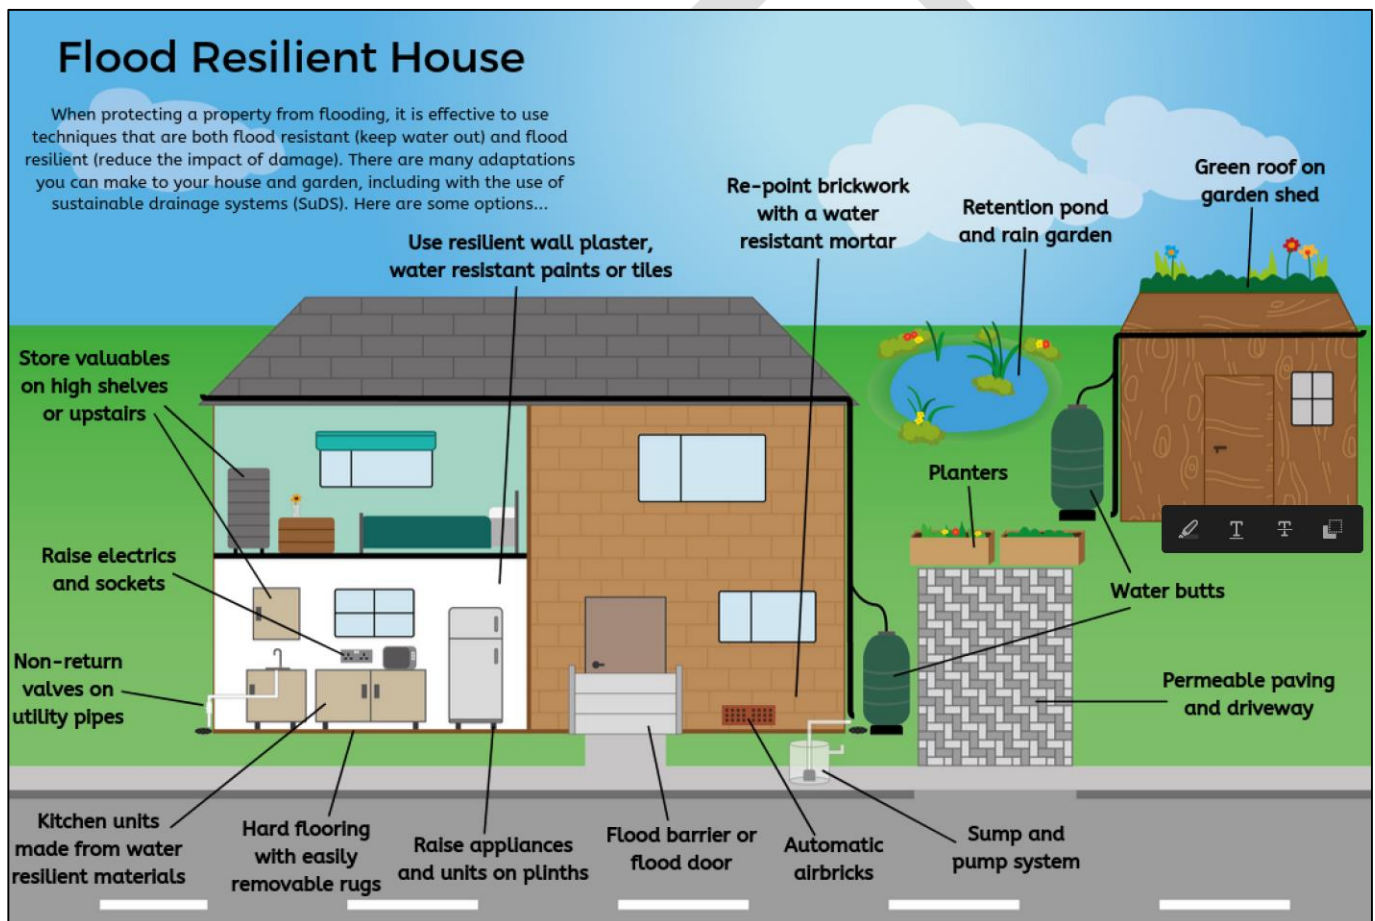 Flood Resilient House
When protecting a property from flooding, it is effective to use
techniques that are both flood resistant (keep water out) and flood
resilient (reduce the impact of damage). There are many adaptations
you can make to your house and garden, including with the use of
sustainable drainage systems (SuDS). Here are some options...
Green roof on
garden shed
Re-point brickwork
with a water
resistant mortar
Retention pond
and rain garden
Use resilient wall plaster,
water resistant paints or tiles
Store valuables
on high shelves
or upstairs
Planters
Raise electrics
and sockets
Water butts
Non-return
valves on
utility pipes
Permeable paving
and driveway
Kitchen units
made from water
resilient materials
Hard flooring
with easily
removable rugs
Raise appliances
and units on plinths
Flood barrier or
flood door
Automatic
airbricks
Sump and
pump system